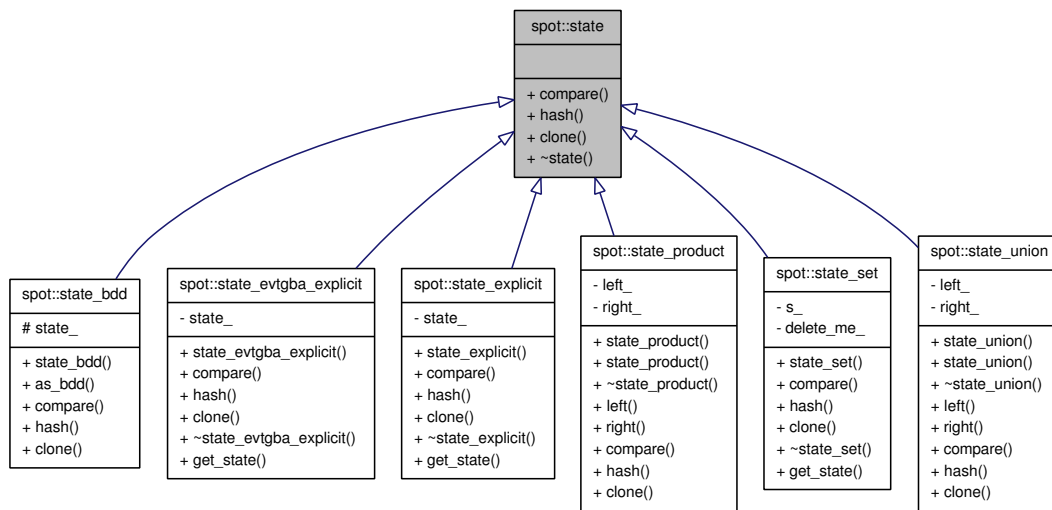 spot::state
+ compare()
+ hash()
+ clone()
+ ~state()
spot::state_bdd
# state_
+ state_bdd()
+ as_bdd()
+ compare()
+ hash()
+ clone()
spot::state_evtgba_explicit
- state_
+ state_evtgba_explicit()
+ compare()
+ hash()
+ clone()
+ ~state_evtgba_explicit()
+ get_state()
spot::state_explicit
- state_
+ state_explicit()
+ compare()
+ hash()
+ clone()
+ ~state_explicit()
+ get_state()
spot::state_product
- left_
- right_
+ state_product()
+ state_product()
+ ~state_product()
+ left()
+ right()
+ compare()
+ hash()
+ clone()
spot::state_set
- s_
- delete_me_
+ state_set()
+ compare()
+ hash()
+ clone()
+ ~state_set()
+ get_state()
spot::state_union
- left_
- right_
+ state_union()
+ state_union()
+ ~state_union()
+ left()
+ right()
+ compare()
+ hash()
+ clone()